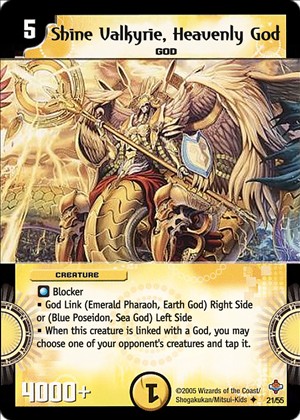 5 Shine Valkyrie, Heavenly God
GOD
CREATURE
Blocker
▪ God Link (Emerald Pharaoh, Earth God) Right Side
or (Blue Poseidon, Sea God) Left Side
▪ When this creature is linked with a God, you may
choose one of your opponent's creatures and tap it.
4000+
1
©2005 Wizards of the Coast/
Shogakukan/Mitsui-Kids ✦ 21/55